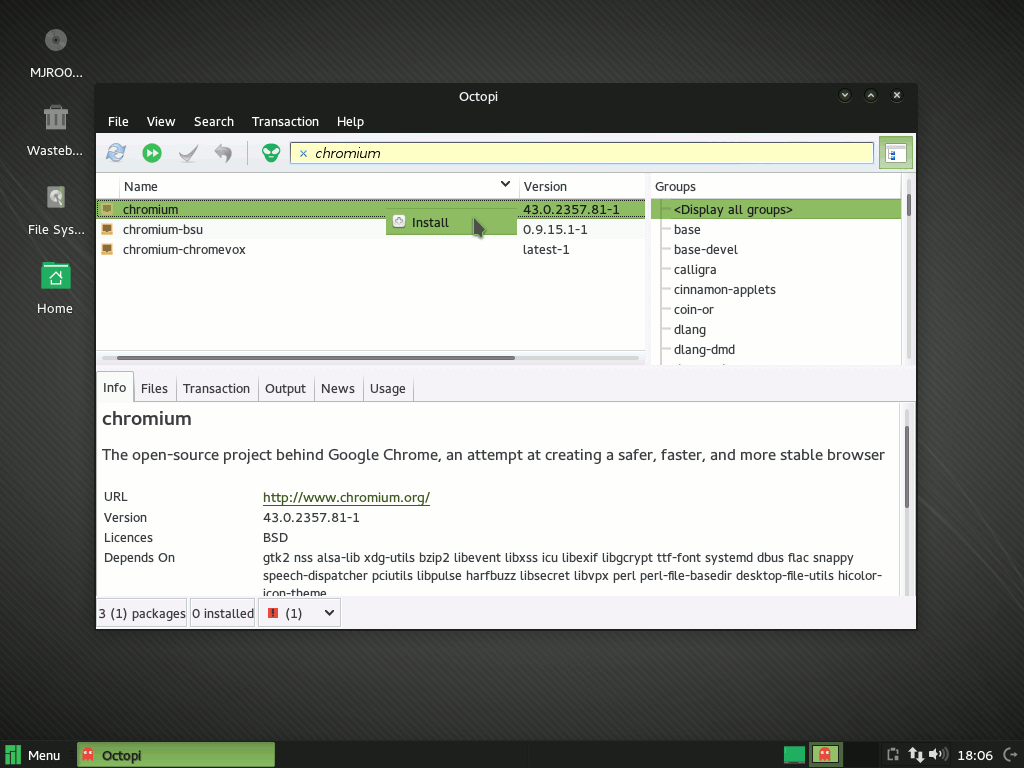 MJRO0...
Wasteb...
File Sys...
Home
Octopi
File View Search Transaction Help
chromium
Name Version Groups
chromium 43.0.2357.81-1
Install
chromium-bsu 0.9.15.1-1
chromium-chromevox latest-1
<Display all groups>
base
base-devel
calligra
cinnamon-applets
coin-or
dlang
dlang-dmd
Info Files Transaction Output News Usage
chromium
The open-source project behind Google Chrome, an attempt at creating a safer, faster, and more stable browser
URL http://www.chromium.org/
Version 43.0.2357.81-1
Licences BSD
Depends On gtk2 nss alsa-lib xdg-utils bzip2 libevent libxss icu libexif libgcrypt ttf-font systemd dbus flac snappy
speech-dispatcher pciutils libpulse harfbuzz libsecret libvpx perl perl-file-basedir desktop-file-utils hicolor-
icon-theme
3 (1) packages 0 installed (1)
Menu Octopi 18:06